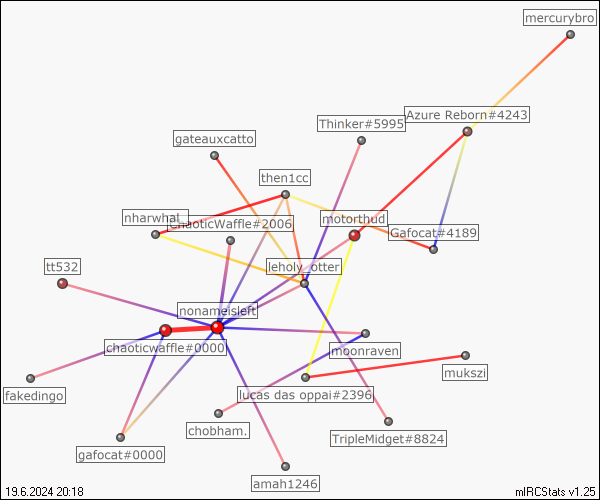 mercurybro
Azure Reborn#4243
Thinker#5995
gateauxcatto
then1cc
nharwhat_
ChaoticWaffle#2006
motorthud
Gafocat#4189
leholy_otter
tt532
nonameisleft
chaoticwaffle#0000
moonraven
mukszi
fakedingo
lucas das oppai#2396
chobham.
TripleMidget#8824
gafocat#0000
amah1246
19.6.2024 20:18
mIRCStats v1.25